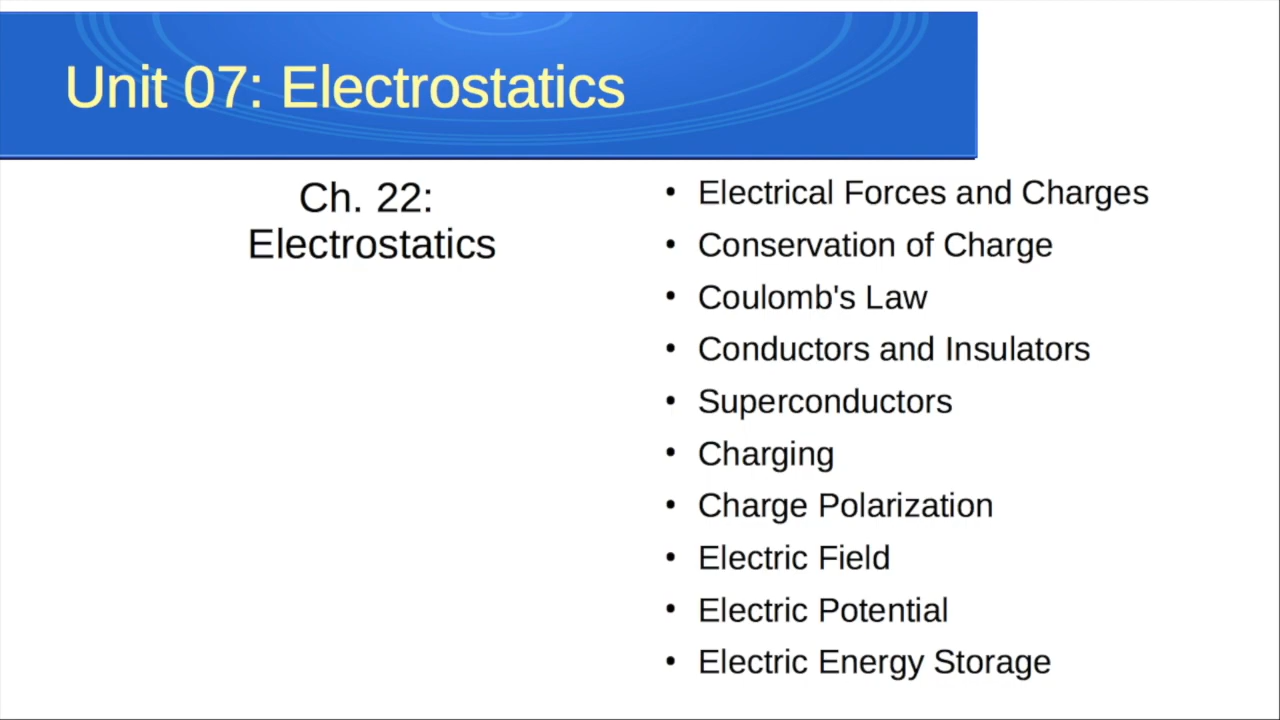 Unit 07: Electrostatics
Ch. 22:
Electrostatics
• Electrical Forces and Charges
• Conservation of Charge
• Coulomb's Law
• Conductors and Insulators
• Superconductors
• Charging
• Charge Polarization
• Electric Field
• Electric Potential
• Electric Energy Storage